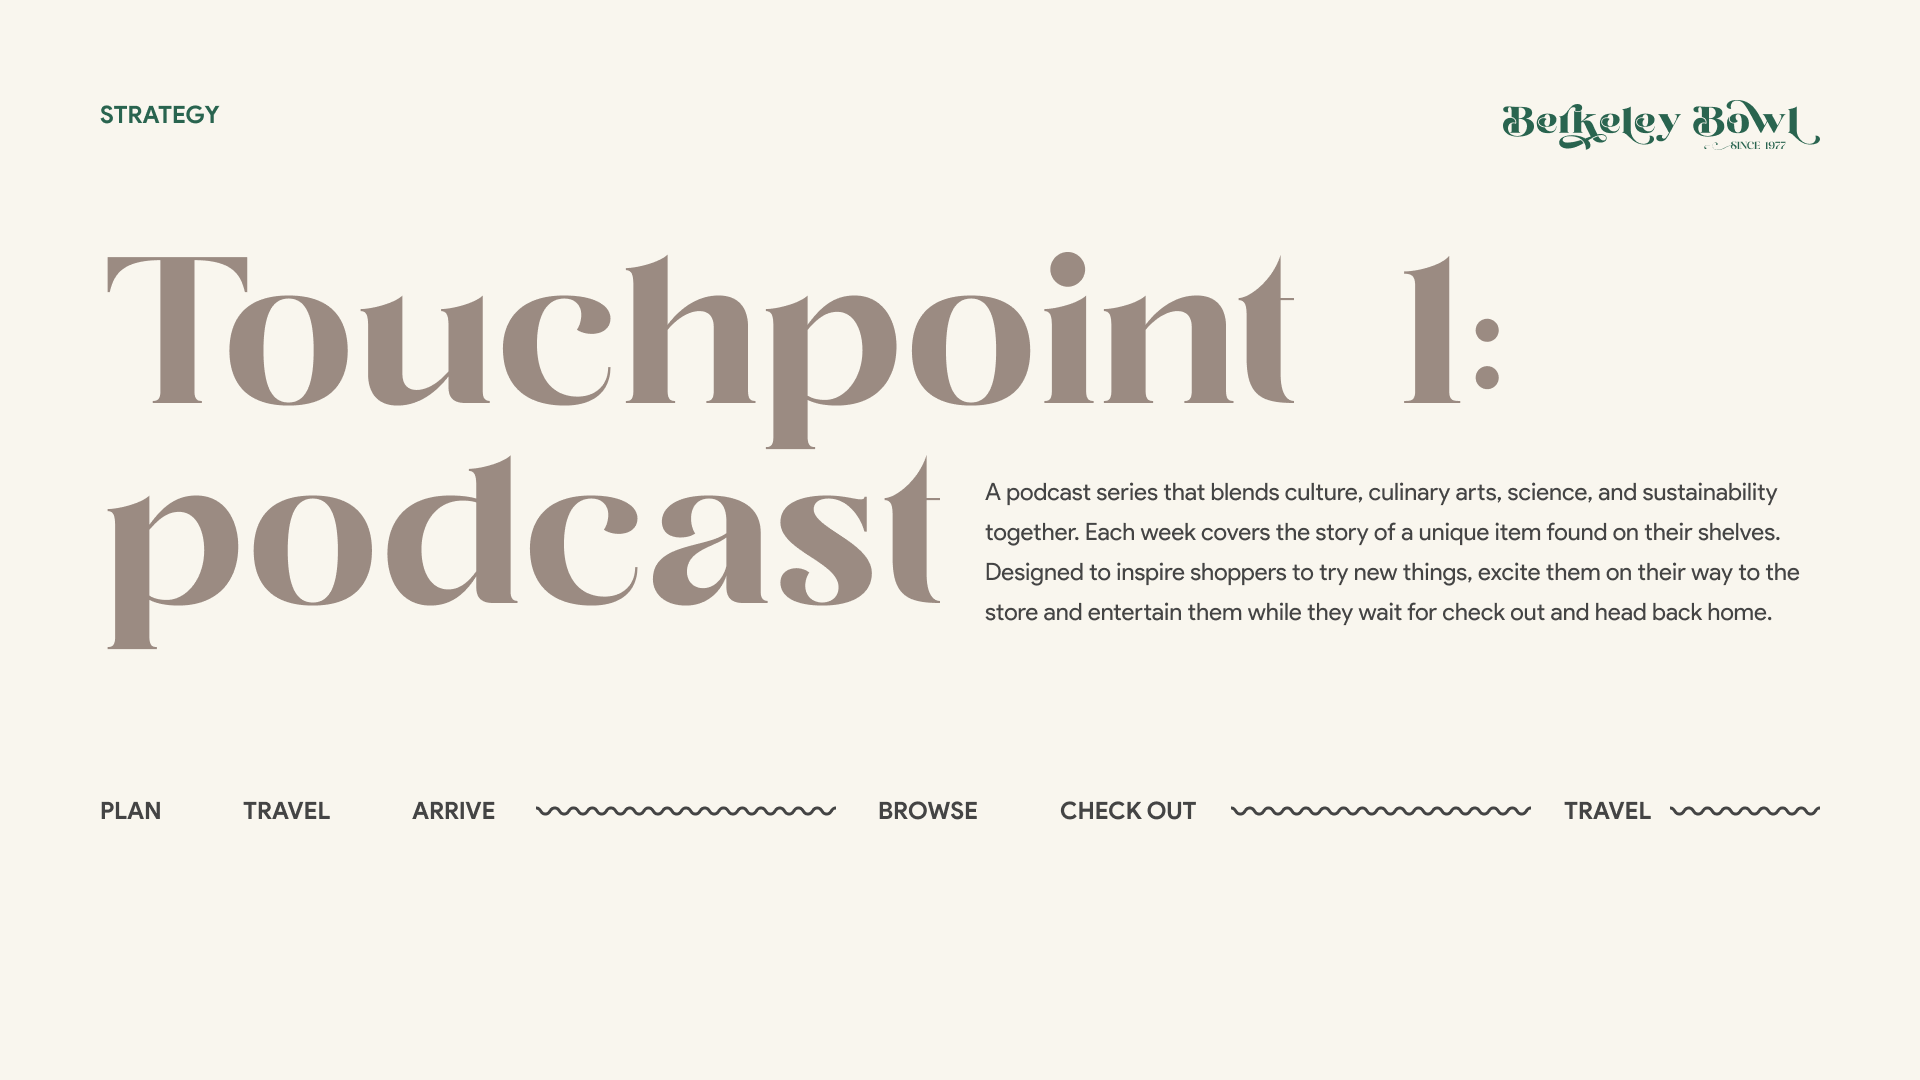 STRATEGY
Berkeley Bowl
SINCE 1977
Touchpoint 1:
podcast
A podcast series that blends culture, culinary arts, science, and sustainability
together. Each week covers the story of a unique item found on their shelves.
Designed to inspire shoppers to try new things, excite them on their way to the
store and entertain them while they wait for check out and head back home.
PLAN TRAVEL ARRIVE BROWSE CHECK OUT TRAVEL